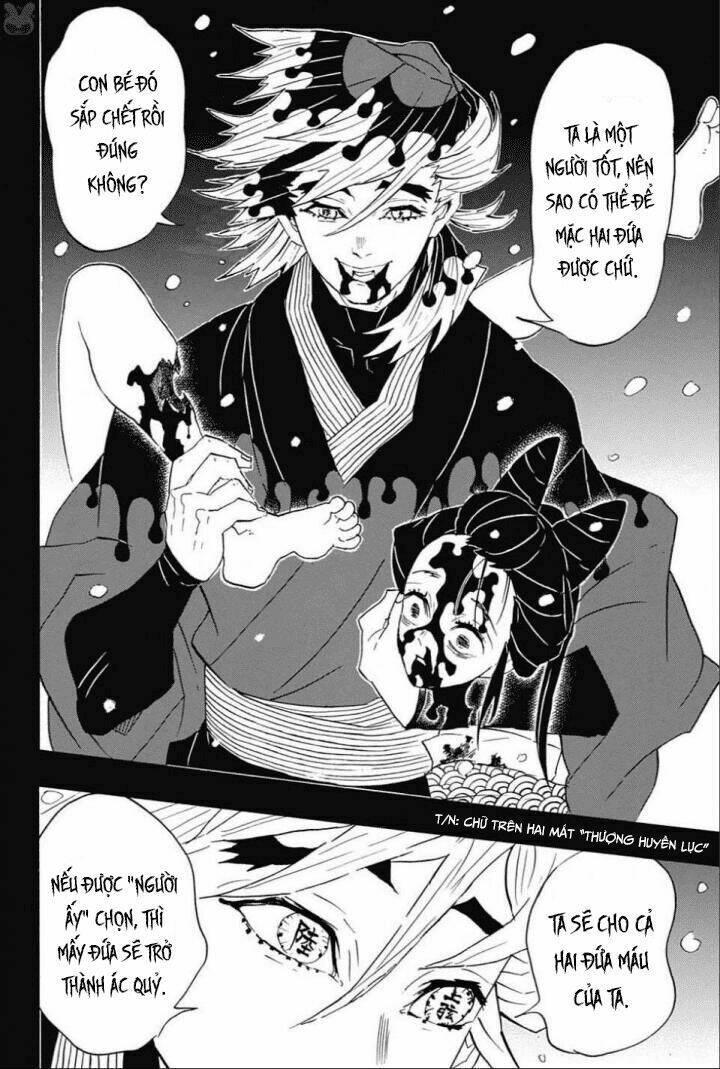 TA LÀ MỘT
NGƯỜI TỐT, NÊN
SAO CÓ THỂ ĐỂ
MẶC HAI ĐỨA
ĐƯỢC CHỨ.
CON BÉ ĐÓ
SẮP CHẾT RỒI
ĐÚNG
KHÔNG?
T/N: CHỮ TRÊN HAI MẮT "THƯỢNG HUYỀN LỤC"
TA SẼ CHO CẢ
HAI ĐỨA MÁU
CỦA TA.
上弦
陸
NẾU ĐƯỢC "NGƯỜI
ẤY" CHỌN, THÌ
MẤY ĐỨA SẼ TRỞ
THÀNH ÁC QUỶ.